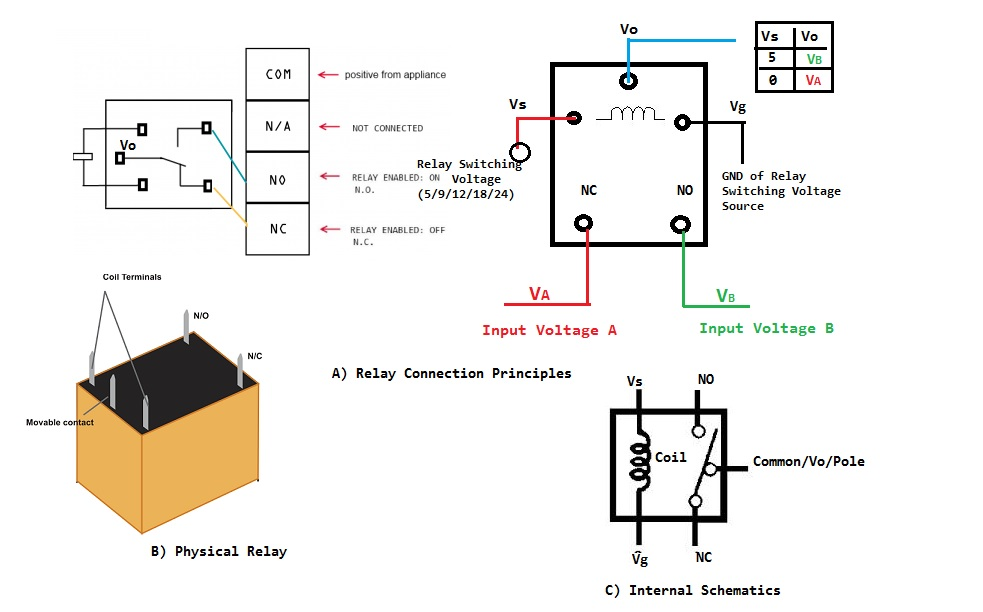 COM
positive from appliance
N/A
NOT CONNECTED
NO
RELAY ENABLED: ON
N.O.
NC
RELAY ENABLED: OFF
N.C.
Vo
Vo
Vs
Vg
Relay Switching
Voltage
(5/9/12/18/24)
NC
NO
GND of Relay
Switching Voltage
Source
Vs Vo
5 VB
0 VA
VA
VB
Input Voltage A
Input Voltage B
A) Relay Connection Principles
Coil Terminals
N/O
N/C
Movable contact
B) Physical Relay
Vs
NO
Coil
Common/Vo/Pole
Vg
NC
C) Internal Schematics